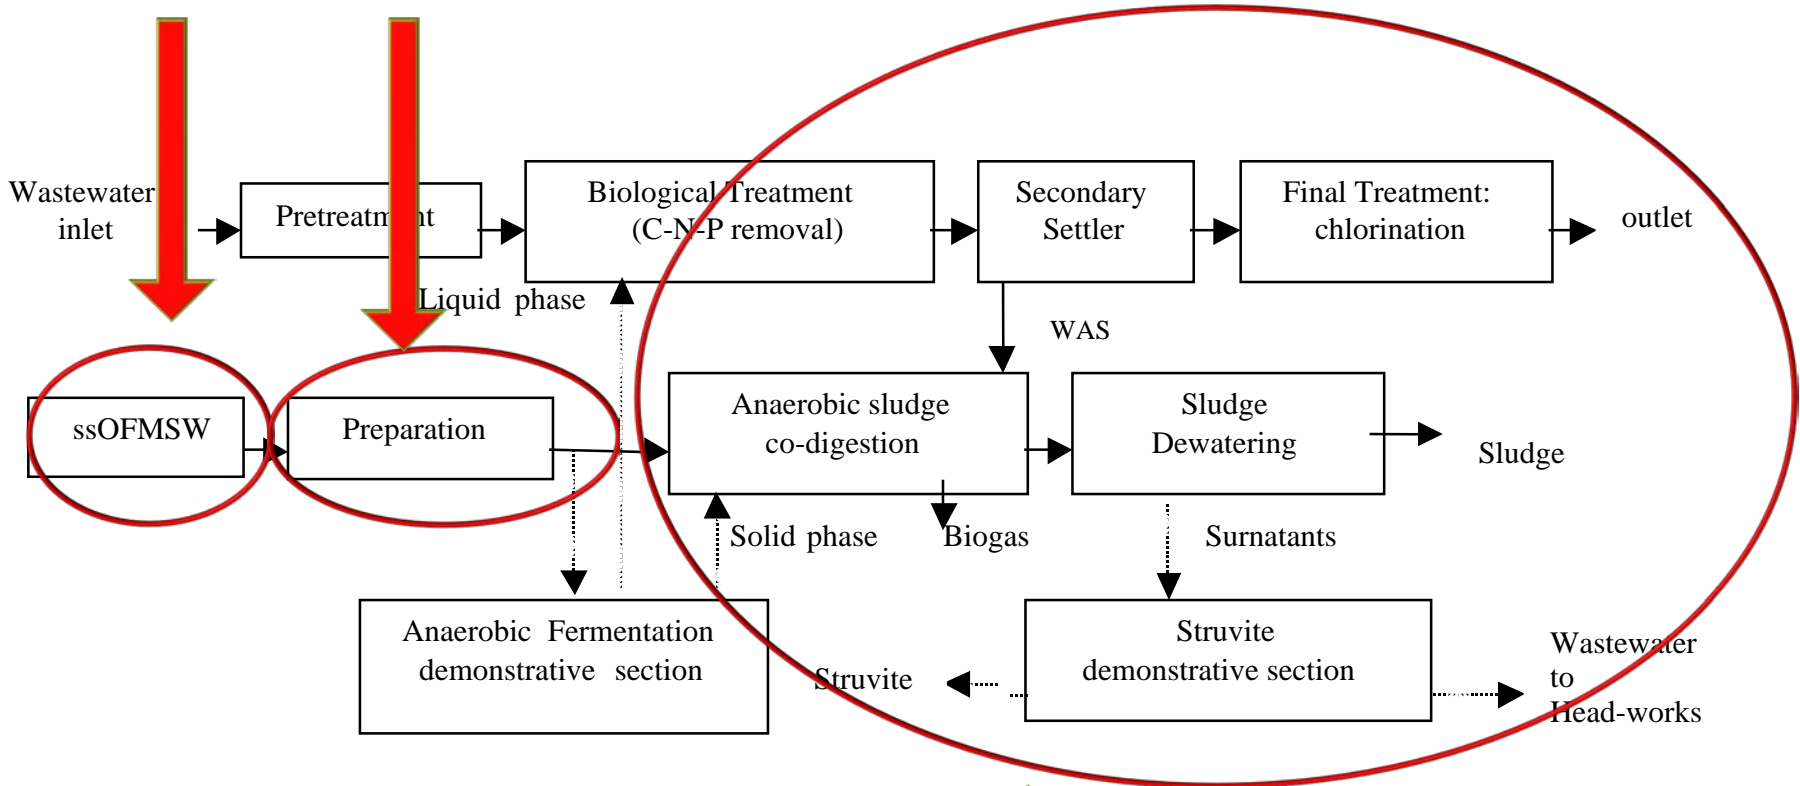 Wastewater
inlet
Pretreatment
Biological Treatment
(C-N-P removal)
Secondary
Settler
Final Treatment:
chlorination
outlet
Liquid phase
WAS
ssOFMSW
Preparation
Anaerobic sludge
co-digestion
Sludge
Dewatering
Sludge
Solid phase
Biogas
Surnatants
Anaerobic Fermentation
demonstrative section
Struvite
Struvite
demonstrative section
Wastewater
to
Head-works